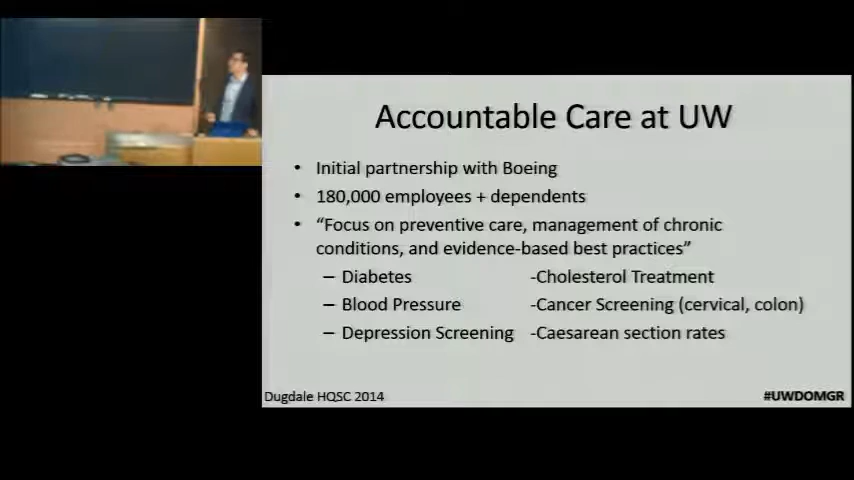 Accountable Care at UW
• Initial partnership with Boeing
• 180,000 employees + dependents
• “Focus on preventive care, management of chronic
conditions, and evidence-based best practices”
– Diabetes -Cholesterol Treatment
– Blood Pressure -Cancer Screening (cervical, colon)
– Depression Screening -Caesarean section rates
Dugdale HQSC 2014 #UWDOMGR